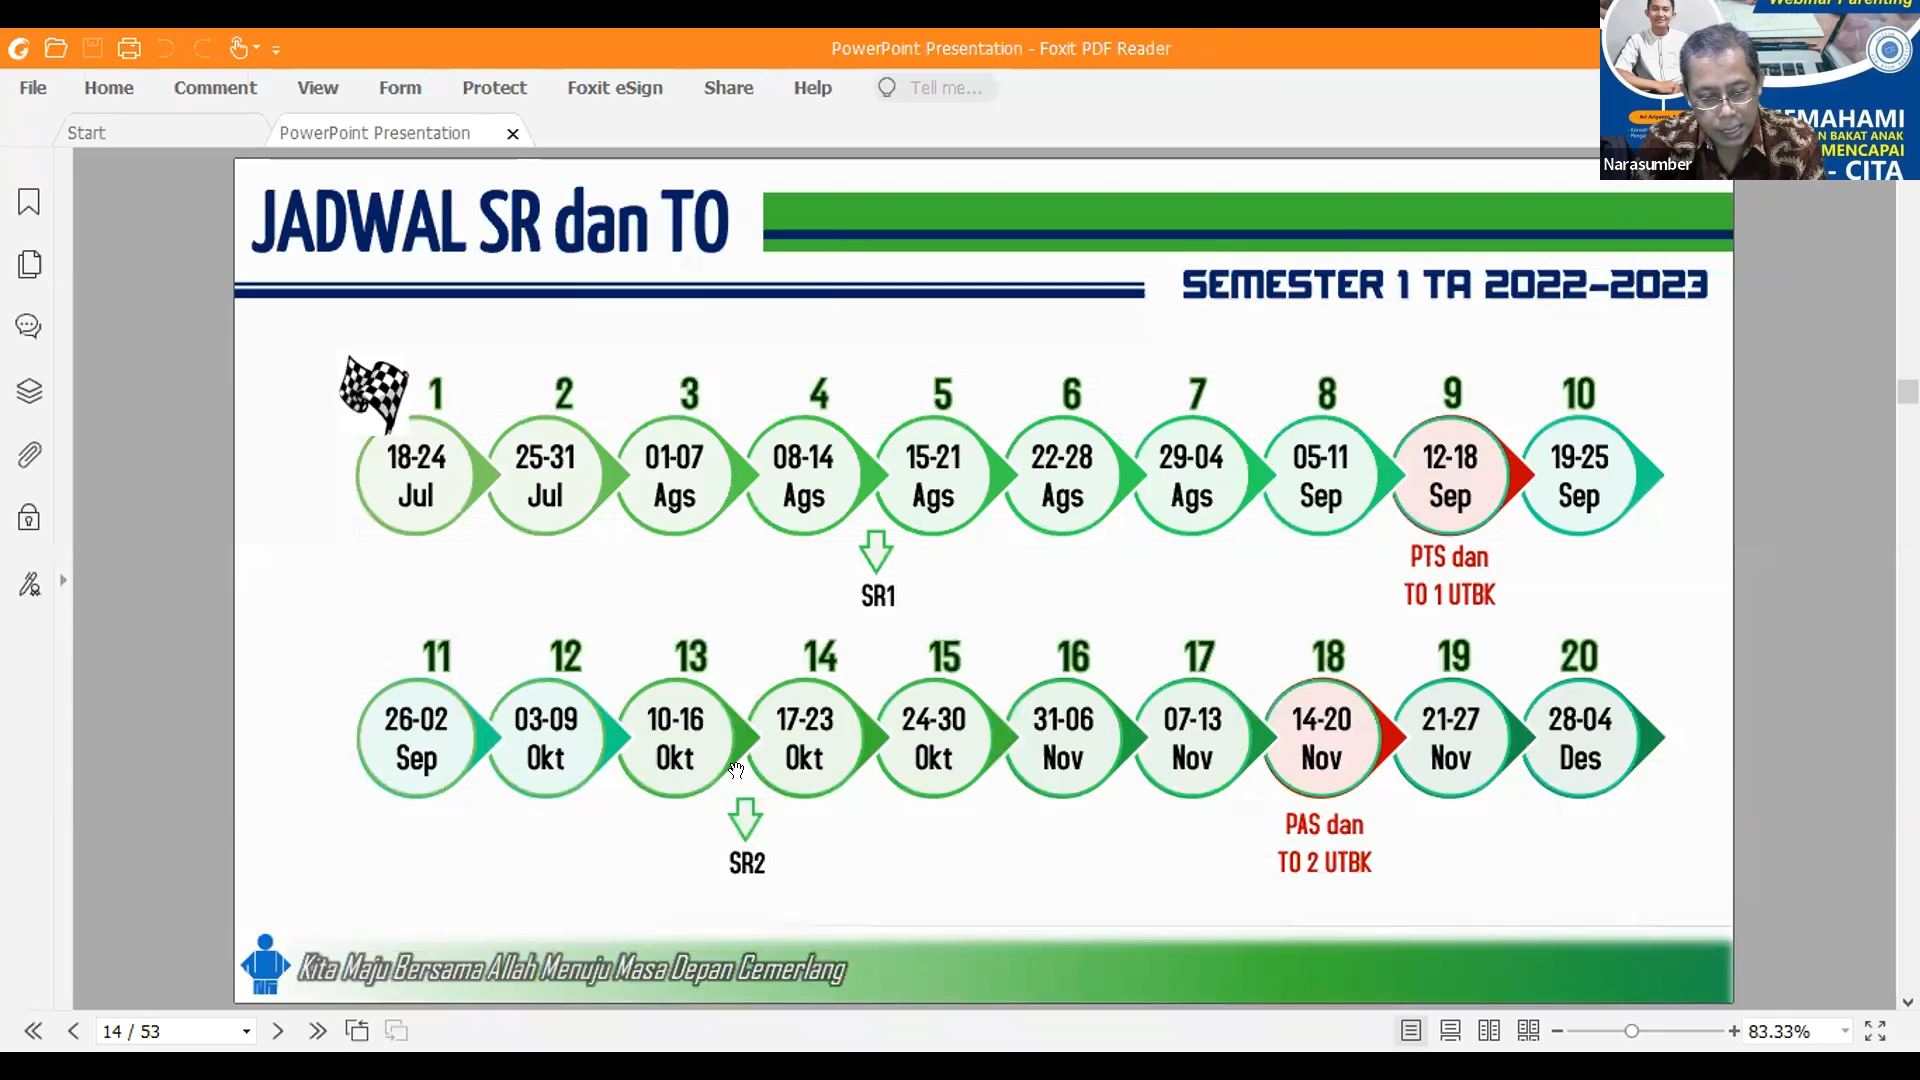 PowerPoint Presentation - Foxit PDF Reader
File Home Comment View Form Protect Foxit eSign Share Help Tell me...
Start PowerPoint Presentation
Webinar Parenting
Ari Ariyanto
EMAHAMI
N BAKAT ANAK
MENCAPAI
- CITA
Narasumber
JADWAL SR dan TO
SEMESTER 1 TA 2022-2023
1 2 3 4 5 6 7 8 9 10
18-24 25-31 01-07 08-14 15-21 22-28 29-04 05-11 12-18 19-25
Jul Jul Ags Ags Ags Ags Ags Sep Sep Sep
SR1
PTS dan
TO 1 UTBK
11 12 13 14 15 16 17 18 19 20
26-02 03-09 10-16 17-23 24-30 31-06 07-13 14-20 21-27 28-04
Sep Okt Okt Okt Okt Nov Nov Nov Nov Des
SR2
PAS dan
TO 2 UTBK
Kita Maju Bersama Allah Menuju Masa Depan Cemerlang
14 / 53
83.33%